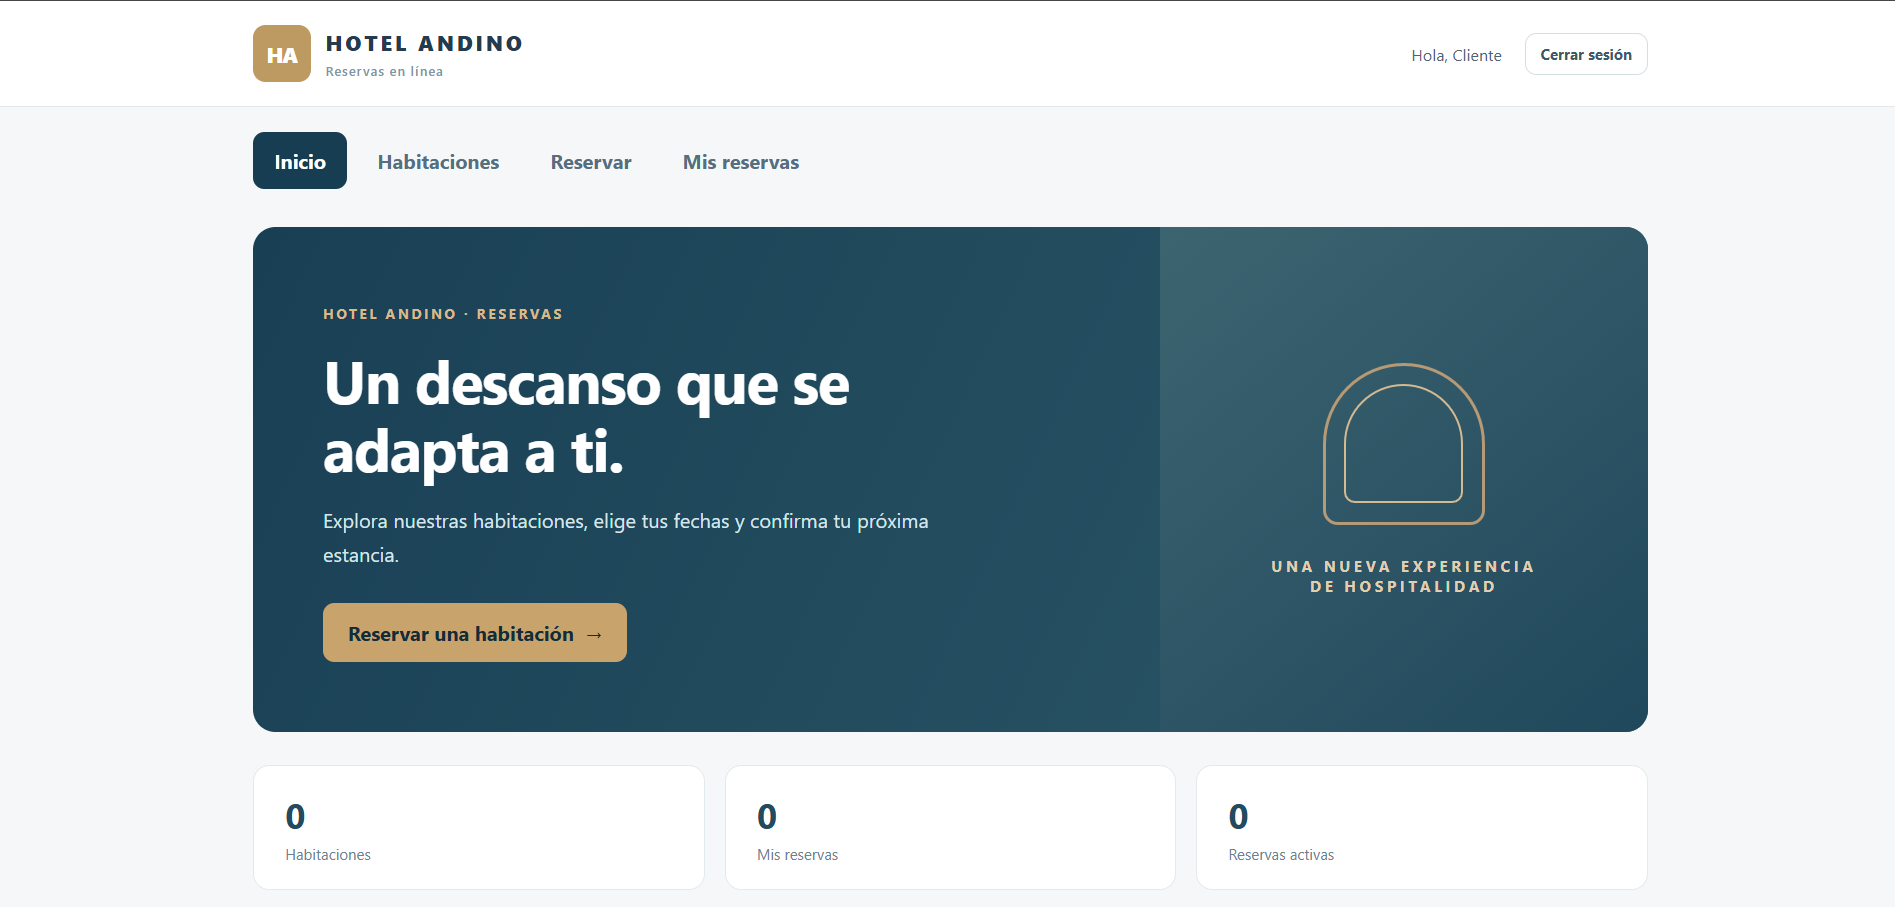 HA
HOTEL ANDINO
Reservas en línea
Hola, Cliente
Cerrar sesión
Inicio
Habitaciones
Reservar
Mis reservas
HOTEL ANDINO · RESERVAS
Un descanso que se
adapta a ti.
Explora nuestras habitaciones, elige tus fechas y confirma tu próxima
estancia.
Reservar una habitación →
UNA NUEVA EXPERIENCIA
DE HOSPITALIDAD
0
Habitaciones
0
Mis reservas
0
Reservas activas